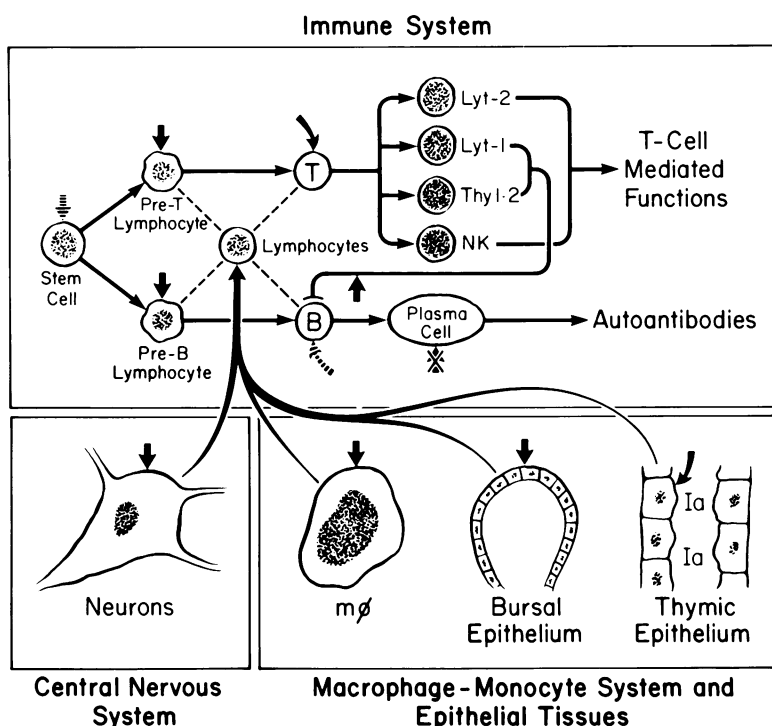 Immune System
Lyt-2
Lyt-1
Thy1·2
NK
T-Cell
Mediated
Functions
T
Pre-T
Lymphocyte
Lymphocytes
Stem
Cell
Pre-B
Lymphocyte
B
Plasma
Cell
Autoantibodies
Neurons
mø
Bursal
Epithelium
Ia
Ia
Thymic
Epithelium
Central Nervous
System
Macrophage-Monocyte System and
Epithelial Tissues